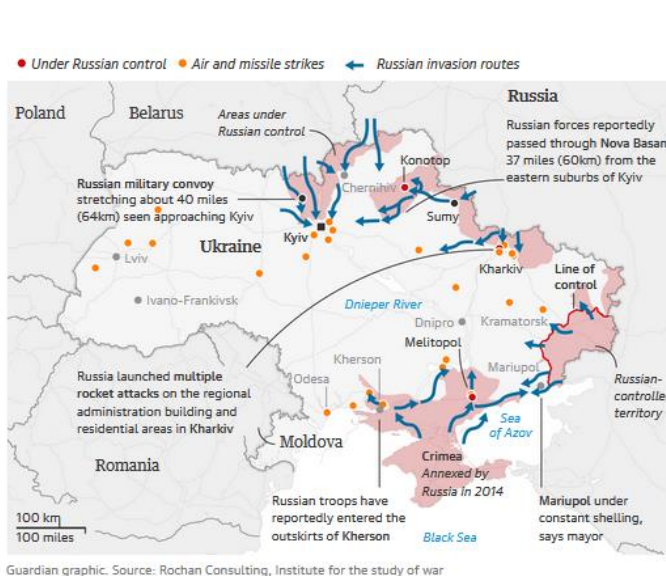 Under Russian control
Air and missile strikes
Russian invasion routes
Russia
Poland
Belarus
Areas under
Russian control
Russian forces reportedly
passed through Nova Basan
37 miles (60km) from the
eastern suburbs of Kyiv
Konotop
Chernihiv
Russian military convoy
stretching about 40 miles
(64km) seen approaching Kyiv
Sumy
Kyiv
Ukraine
Lviv
Kharkiv
Line of
control
Ivano-Frankivsk
Dnieper River
Dnipro
Kramatorsk
Melitopol
Kherson
Mariupol
Russia launched multiple
rocket attacks on the regional
administration building and
residential areas in Kharkiv
Odesa
Russian-
controlle
territory
Sea
of Azov
Moldova
Romania
Crimea
Annexed by
Russia in 2014
Russian troops have
reportedly entered the
outskirts of Kherson
Mariupol under
constant shelling,
says mayor
Black Sea
100 km
100 miles
Guardian graphic. Source: Rochan Consulting, Institute for the study of war